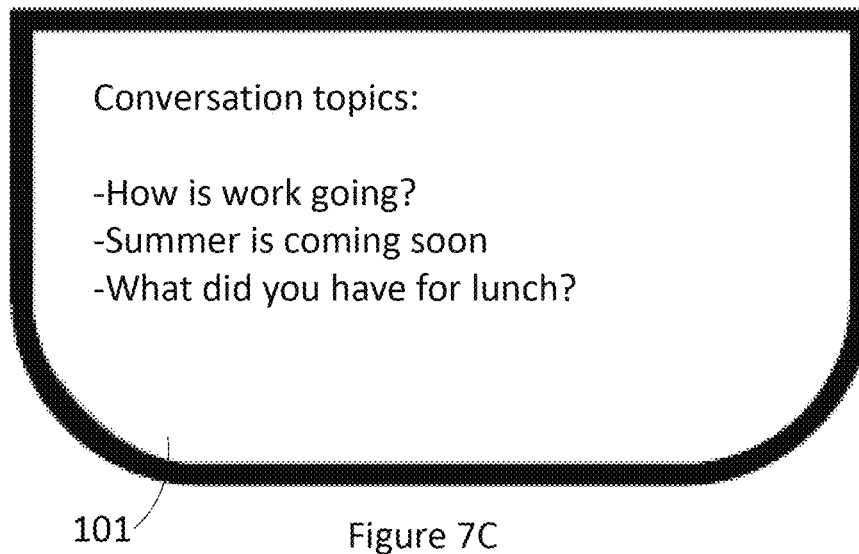 Conversation topics:
-How is work going?
-Summer is coming soon
-What did you have for lunch?
101
Figure 7C